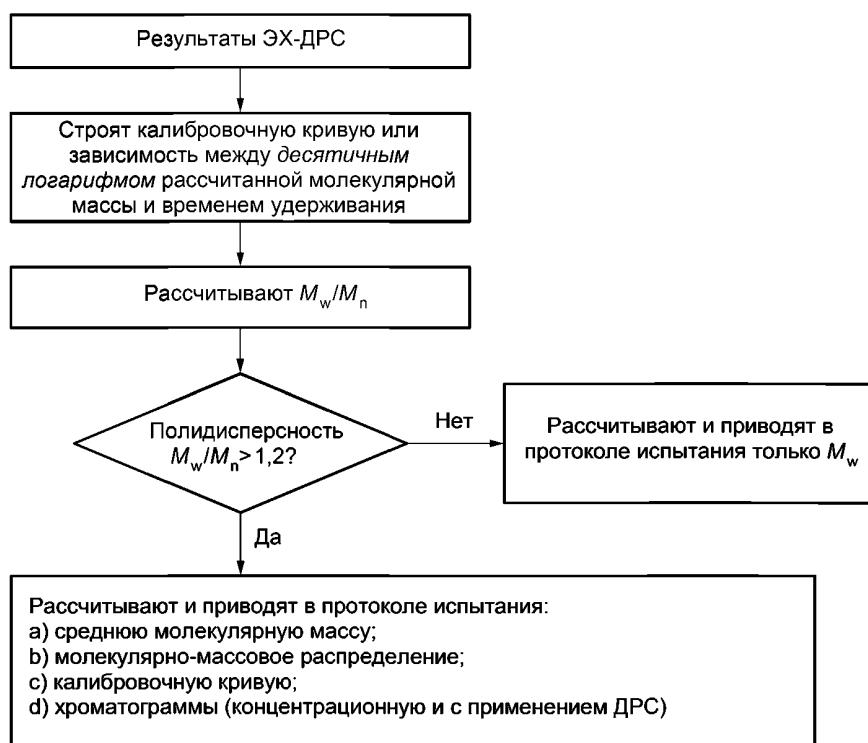 Результаты ЭХ-ДРС
Строят калибровочную кривую или
зависимость между десятичным
логарифмом рассчитанной молекулярной
массы и временем удерживания
Рассчитывают Mw/Mn
Полидисперсность
Mw/Mn> 1,2?
Нет
Рассчитывают и приводят в
протоколе испытания только Mw
Да
Рассчитывают и приводят в протоколе испытания:
a) среднюю молекулярную массу;
b) молекулярно-массовое распределение;
c) калибровочную кривую;
d) хроматограммы (концентрационную и с применением ДРС)